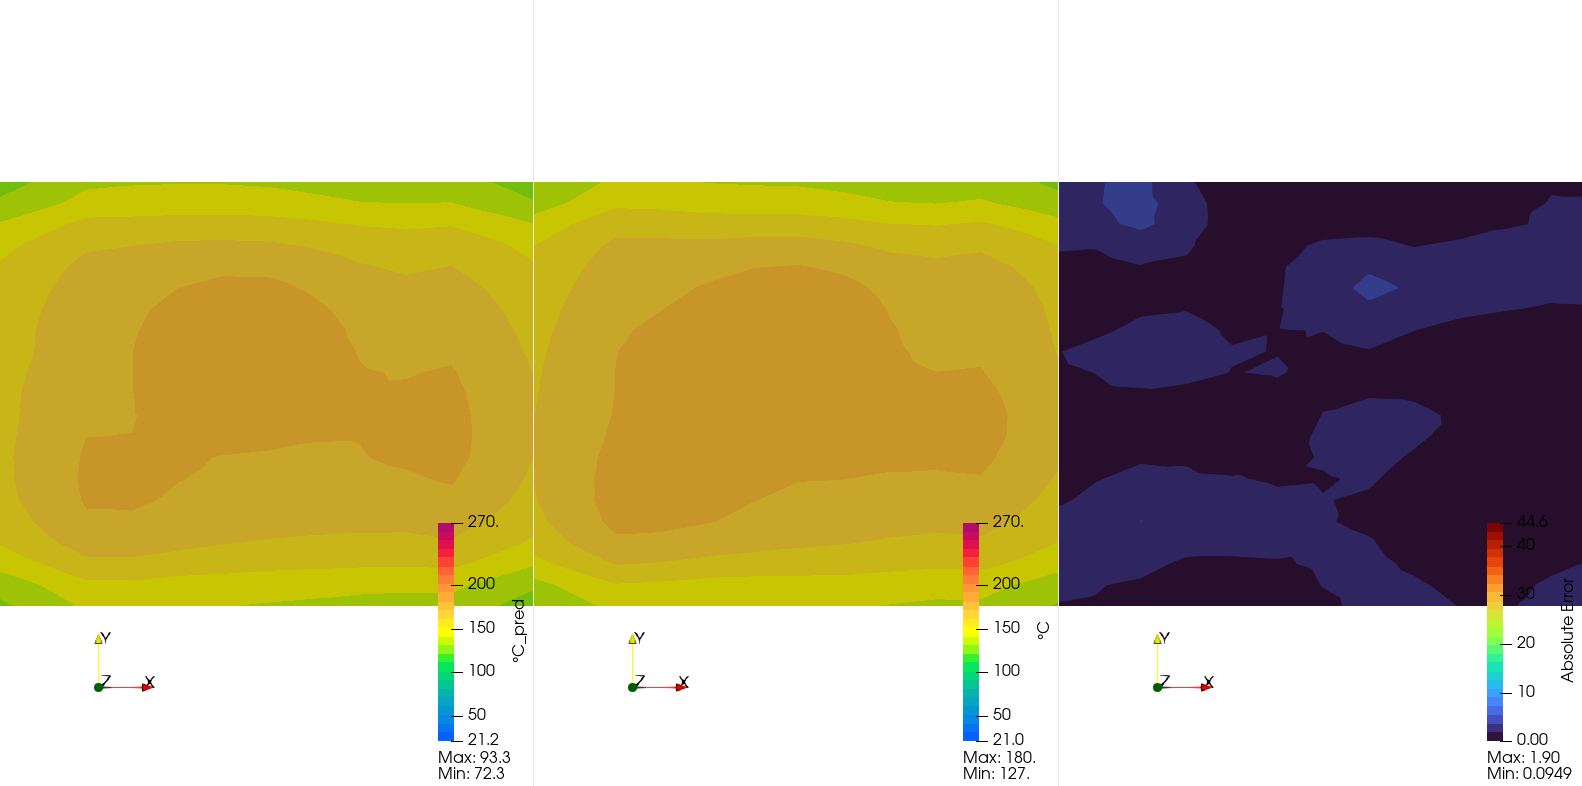 270.
200
150
100
50
21.2
°C_pred
Max: 93.3
Min: 72.3
Y
Z
X
270.
200
150
100
50
21.0
°C
Max: 180.
Min: 127.
Y
Z
X
44.6
40
30
20
10
0.00
Absolute Error
Max: 1.90
Min: 0.0949
Y
Z
X